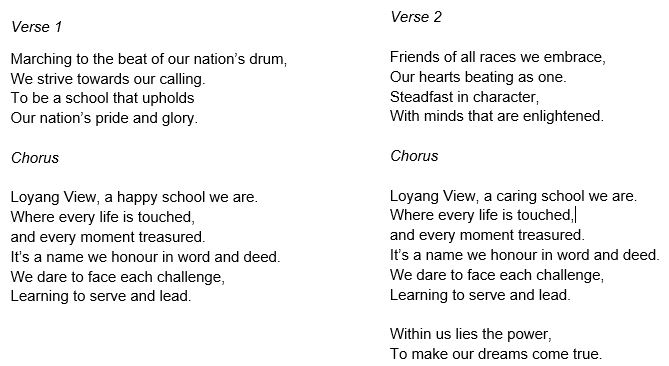 Verse 1
Marching to the beat of our nation’s drum,
We strive towards our calling.
To be a school that upholds
Our nation’s pride and glory.
Chorus
Loyang View, a happy school we are.
Where every life is touched,
and every moment treasured.
It’s a name we honour in word and deed.
We dare to face each challenge,
Learning to serve and lead.
Verse 2
Friends of all races we embrace,
Our hearts beating as one.
Steadfast in character,
With minds that are enlightened.
Chorus
Loyang View, a caring school we are.
Where every life is touched,
and every moment treasured.
It’s a name we honour in word and deed.
We dare to face each challenge,
Learning to serve and lead.
Within us lies the power,
To make our dreams come true.